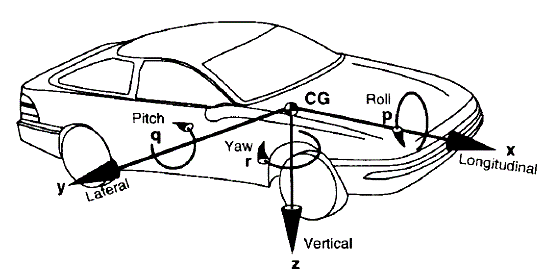 CG
Roll
p
Pitch
q
Yaw
r
x
Longitudinal
y
Lateral
Vertical
z